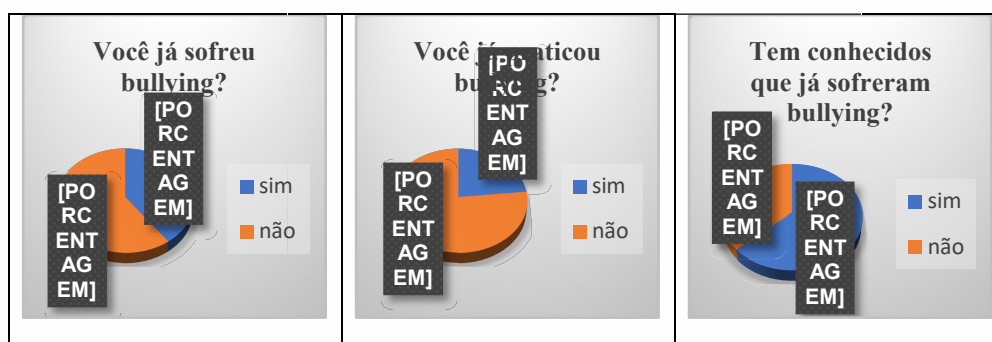 Você já sofreu
bullying?
[PO
RC
ENT
AG
EM]
[PO
RC
ENT
AG
EM]
sim
não
Você
[PO
RC
ENT
AG
EM]
[PO
RC
ENT
AG
EM]
sim
não
Tem conhecidos
que já sofreram
bullying?
[PO
RC
ENT
AG
EM]
[PO
RC
ENT
AG
EM]
sim
não